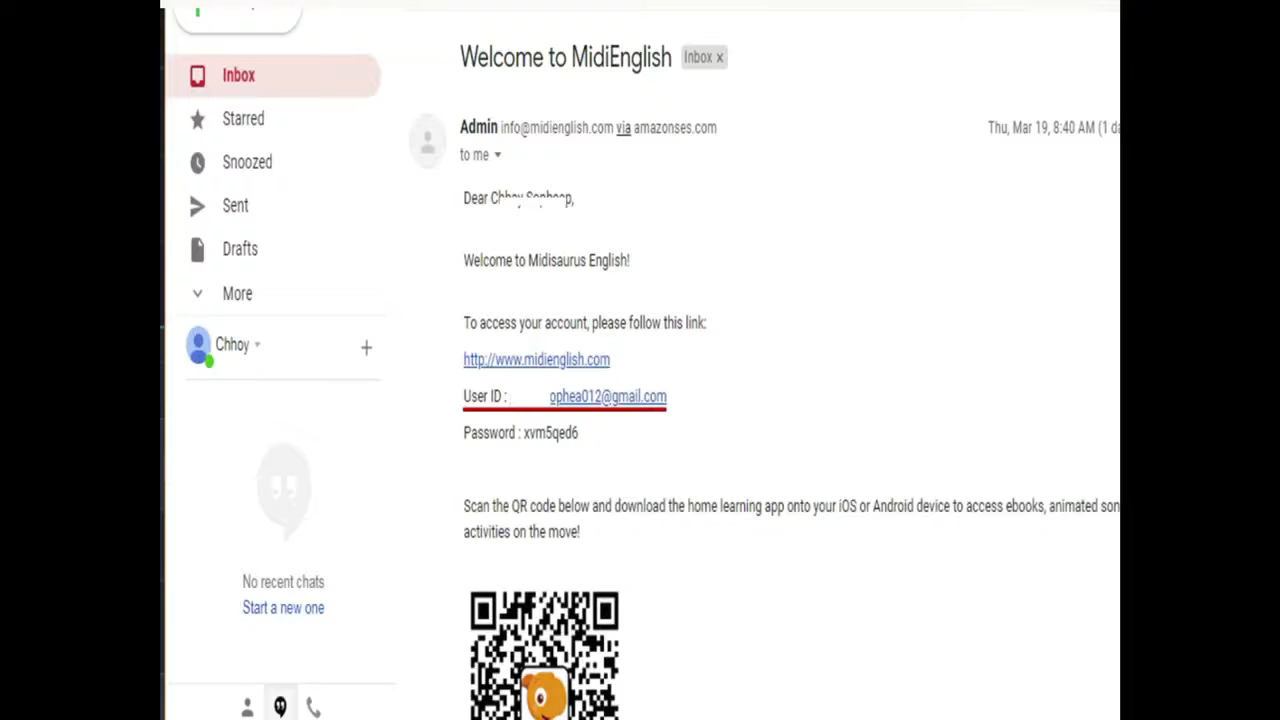 Inbox
Starred
Snoozed
Sent
Drafts
More
Chhoy
No recent chats
Start a new one
Welcome to MidiEnglish Inbox x
Admin info@midienglish.com via amazonses.com
Thu, Mar 19, 8:40 AM (1 da
to me
Dear
Welcome to Midisaurus English!
To access your account, please follow this link:
http://www.midienglish.com
User ID : ophea012@gmail.com
Password : xvm5qed6
Scan the QR code below and download the home learning app onto your iOS or Android device to access ebooks, animated son
activities on the move!